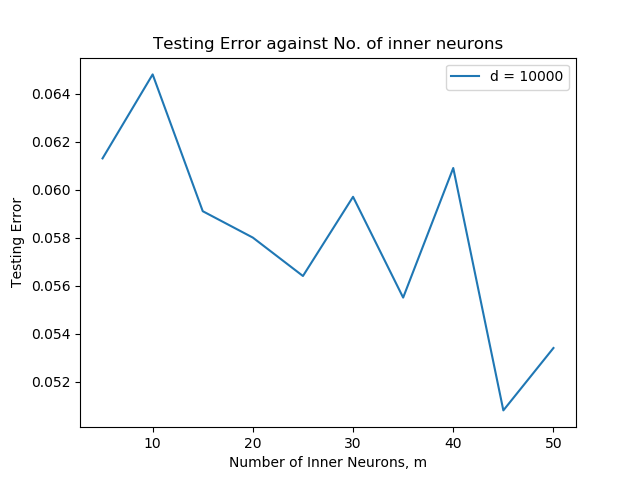 Testing Error against No. of inner neurons
d = 10000
0.064
0.062
0.060
0.058
0.056
0.054
0.052
Testing Error
10 20 30 40 50
Number of Inner Neurons, m